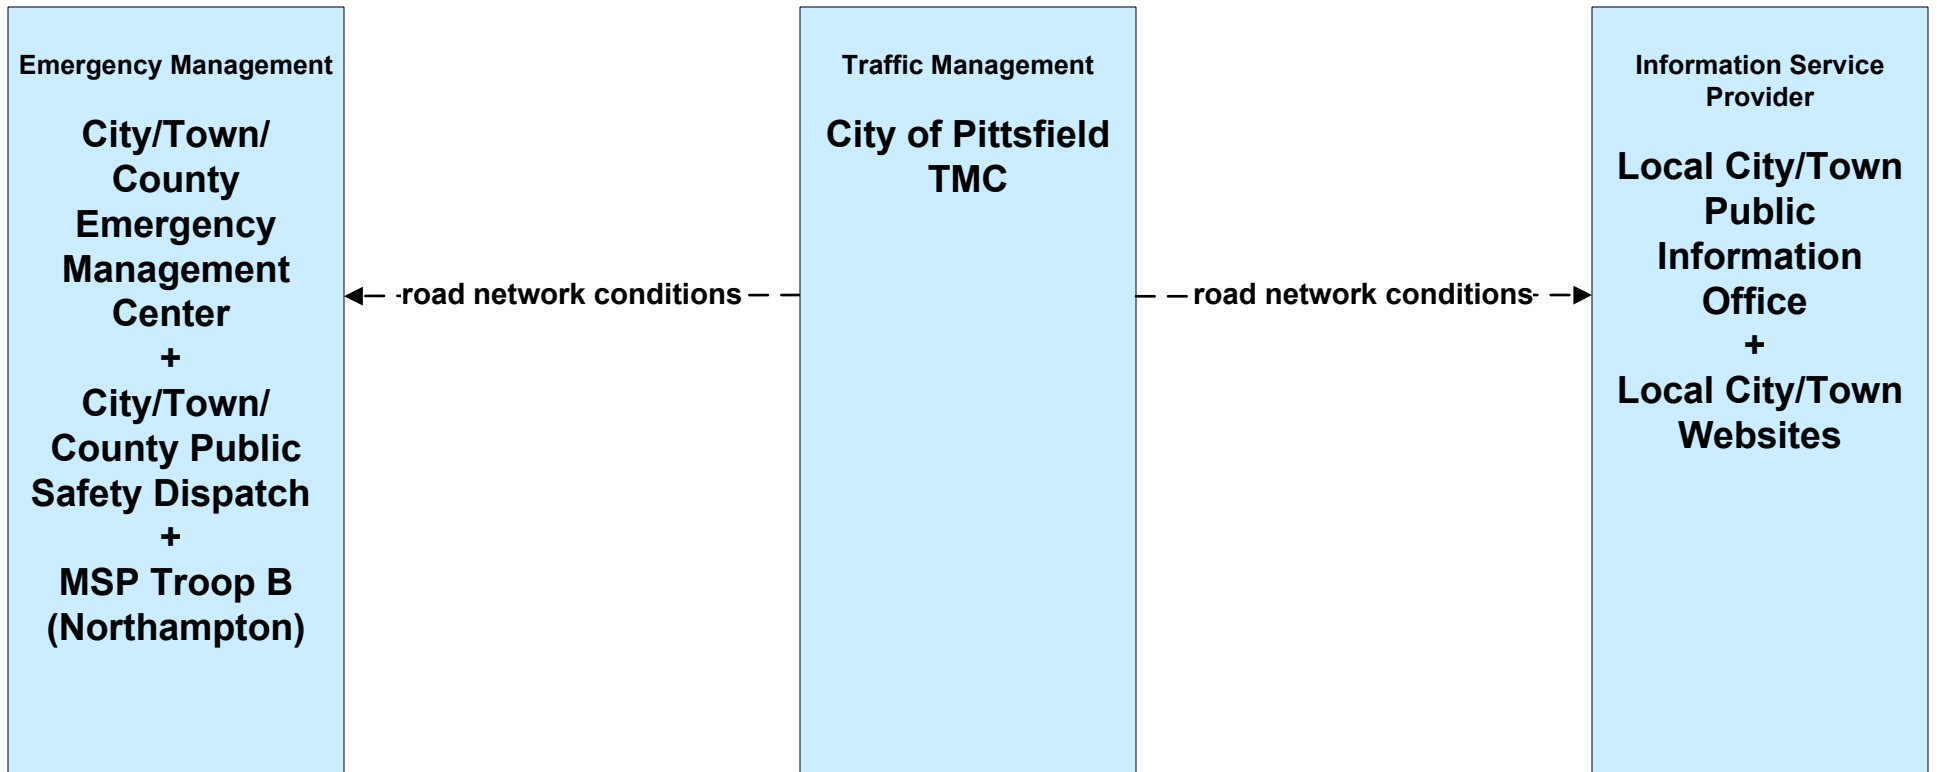 Emergency Management
City/Town/
County
Emergency
Management
Center
+
City/Town/
County Public
Safety Dispatch
+
MSP Troop B
(Northampton)
road network conditions
Traffic Management
City of Pittsfield
TMC
road network conditions
Information Service
Provider
Local City/Town
Public
Information
Office
+
Local City/Town
Websites